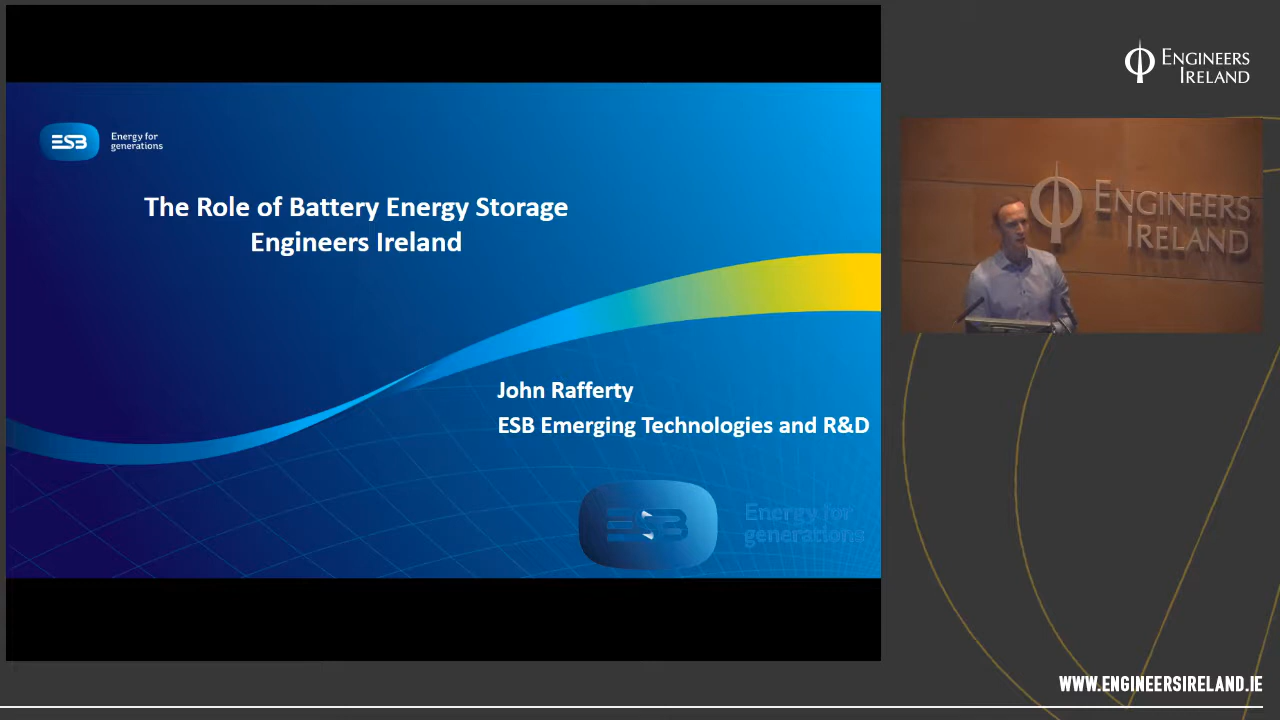 ESB
Energy for
generations
The Role of Battery Energy Storage
Engineers Ireland
John Rafferty
ESB Emerging Technologies and R&D
ESB
Energy for
generations
ENGINEERS
IRELAND
ENGINEERS
IRELAND
WWW.ENGINEERSIRELAND.IE